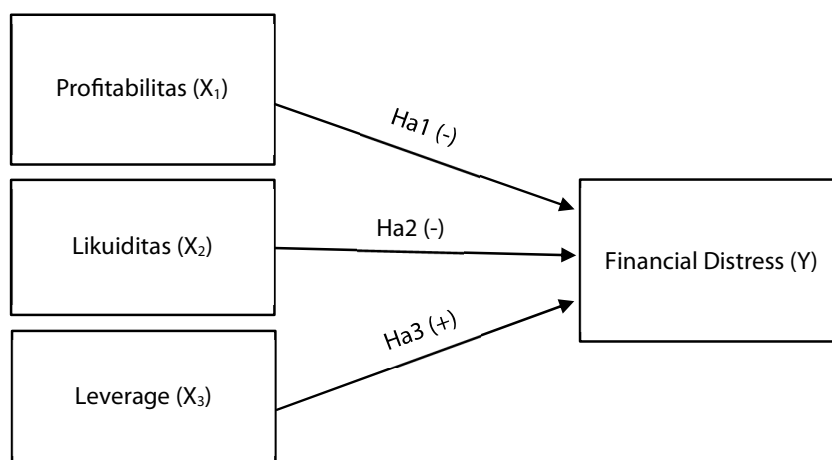 Profitabilitas (X₁)
Ha1 (-)
Likuiditas (X₂)
Ha2 (-)
Financial Distress (Y)
Ha3 (+)
Leverage (X₃)